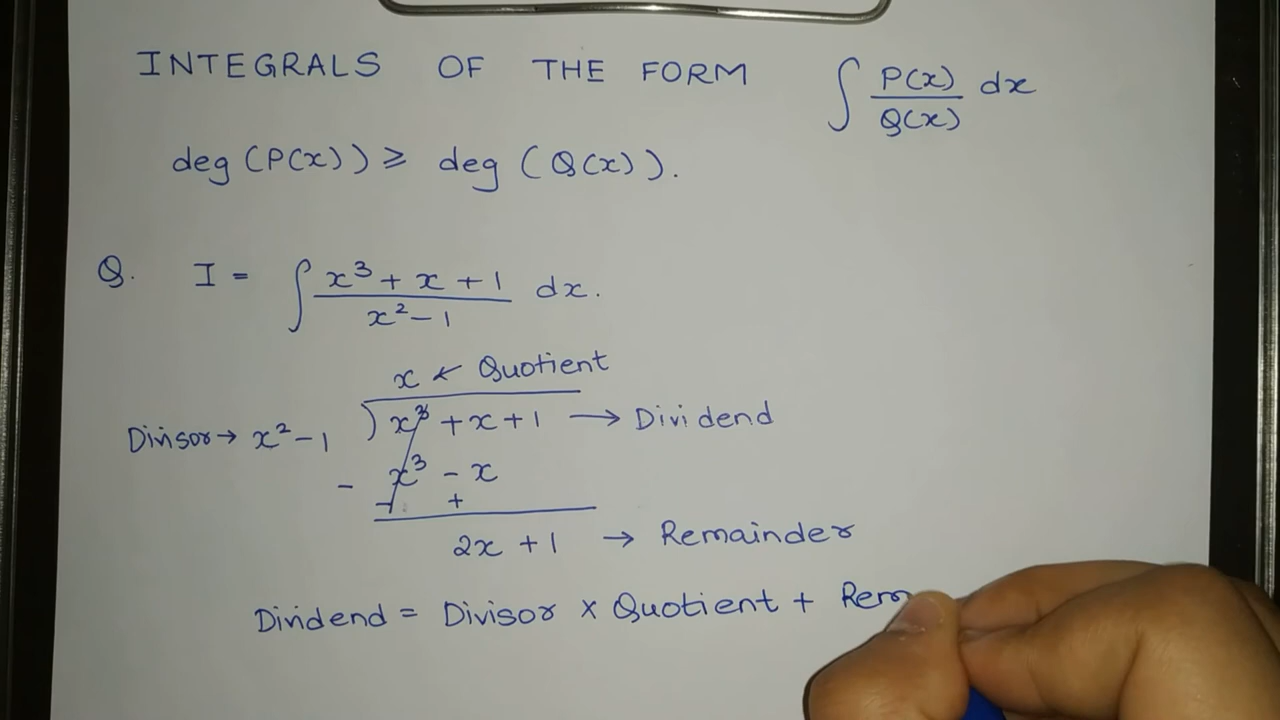 INTEGRALS OF THE FORM ∫ P(x)/Q(x) dx
deg (P(x)) ≥ deg (Q(x)).
Q. I = ∫ x³ + x + 1 / x² - 1 dx.
x ← Quotient
Divisor → x² - 1 ) x³ + x + 1 → Dividend
- x³ - x
- +
2x + 1 → Remainder
Dividend = Divisor × Quotient + Rem